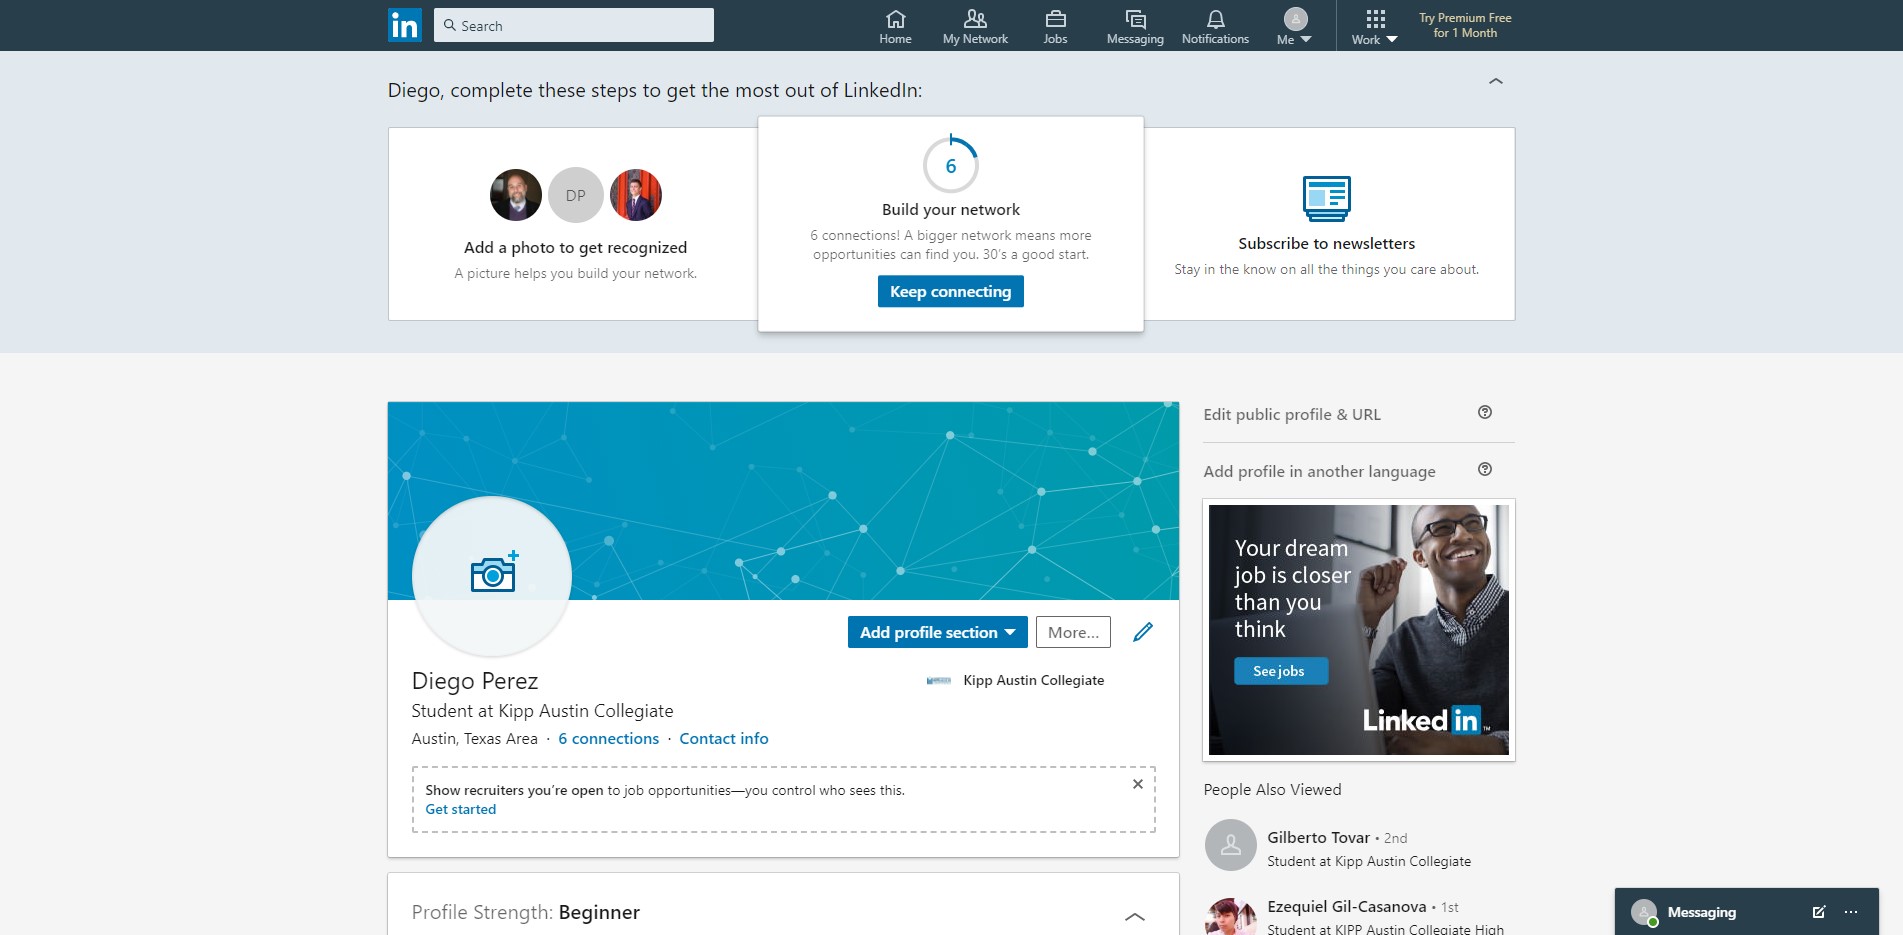 in
Search
Home
My Network
Jobs
Messaging
Notifications
Me
Work
Try Premium Free
for 1 Month
Diego, complete these steps to get the most out of LinkedIn:
DP
Add a photo to get recognized
A picture helps you build your network.
6
Build your network
6 connections! A bigger network means more
opportunities can find you. 30's a good start.
Keep connecting
Subscribe to newsletters
Stay in the know on all the things you care about.
Add profile section
More...
Diego Perez
Kipp Austin Collegiate
Student at Kipp Austin Collegiate
Austin, Texas Area · 6 connections · Contact info
Show recruiters you're open to job opportunities—you control who sees this.
Get started
Profile Strength: Beginner
Edit public profile & URL
Add profile in another language
Your dream
job is closer
than you
think
See jobs
Linked in™
People Also Viewed
Gilberto Tovar • 2nd
Student at Kipp Austin Collegiate
Ezequiel Gil-Casanova • 1st
Student at KIPP Austin Collegiate High
Messaging